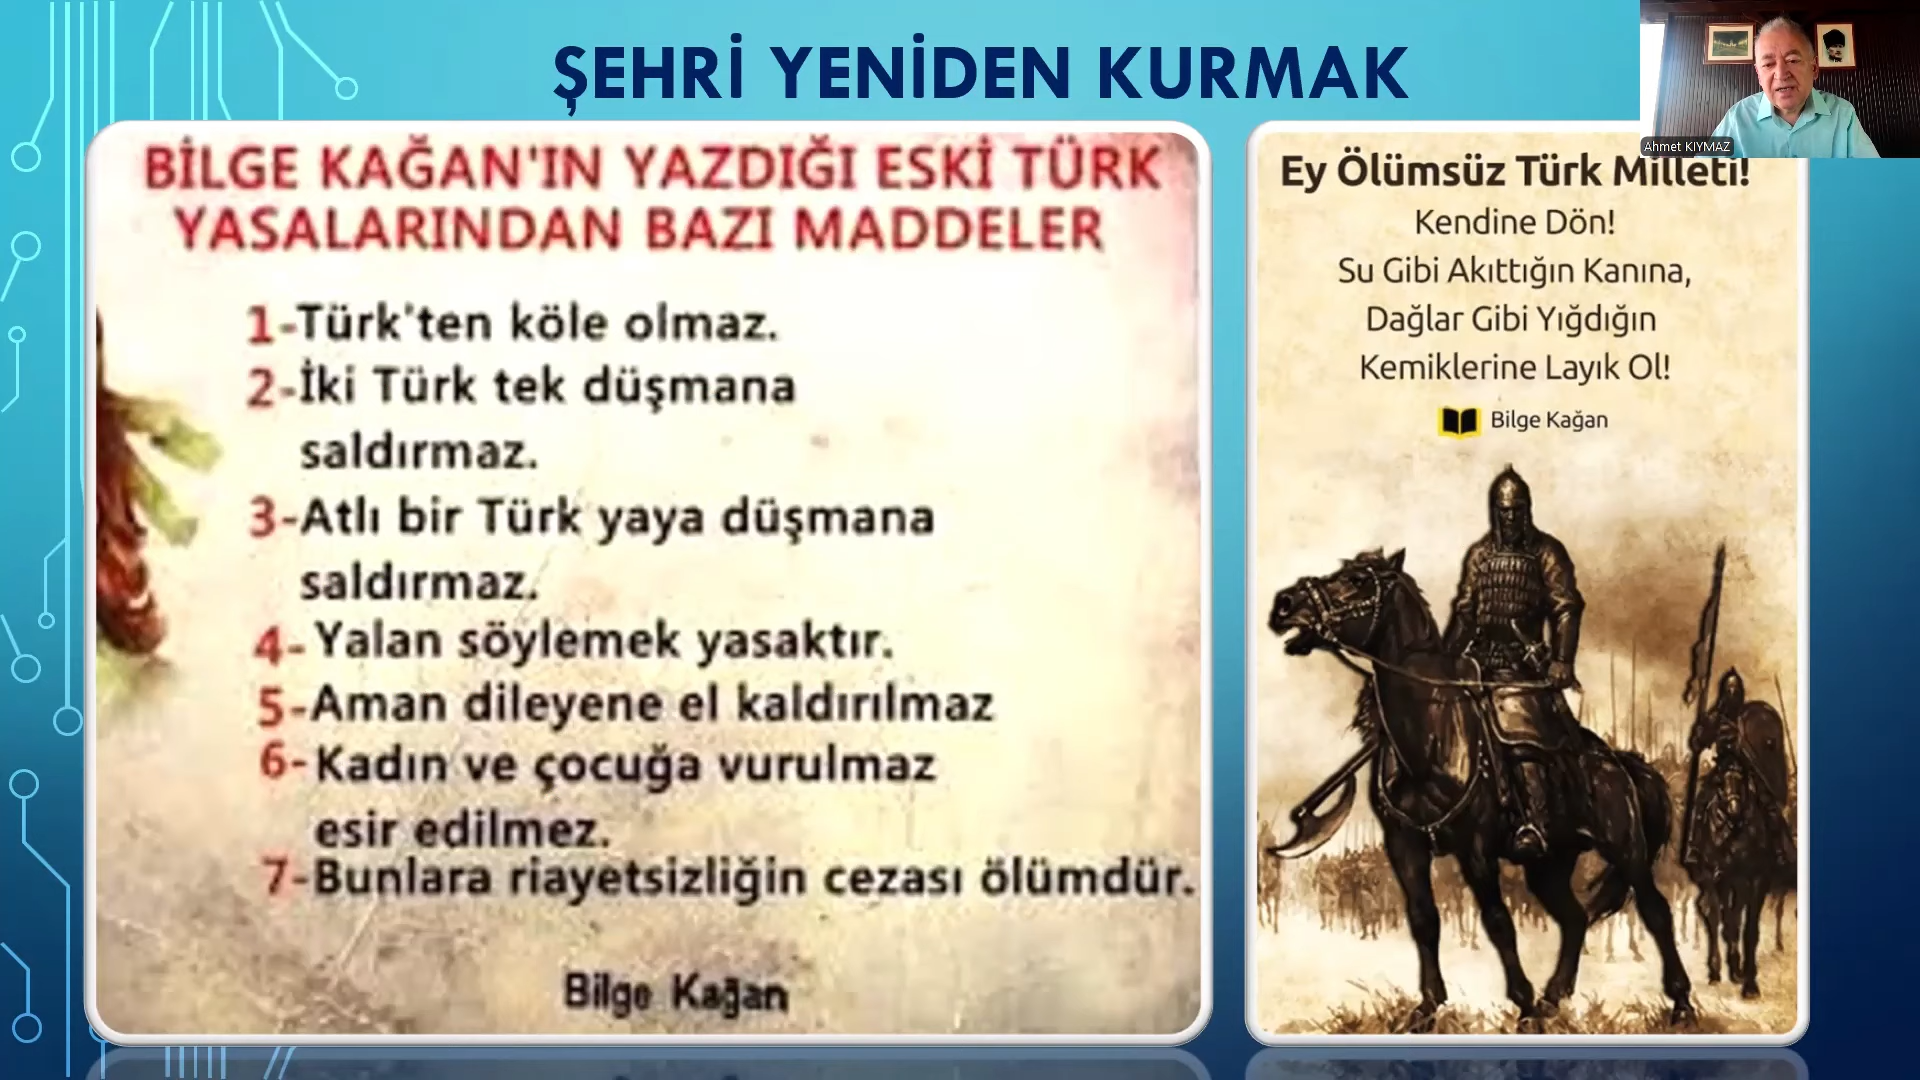 ŞEHRİ YENİDEN KURMAK
BİLGE KAĞAN'IN YAZDIĞI ESKİ TÜRK
YASALARINDAN BAZI MADDELER
1-Türk'ten köle olmaz.
2-İki Türk tek düşmana
saldırmaz.
3-Atlı bir Türk yaya düşmana
saldırmaz.
4- Yalan söylemek yasaktır.
5-Aman dileyene el kaldırılmaz
6-Kadın ve çocuğa vurulmaz
esir edilmez.
7-Bunlara riayetsizliğin cezası ölümdür.
Bilge Kağan
Ahmet KIYMAZ
Ey Ölümsüz Türk Milleti!
Kendine Dön!
Su Gibi Akıttığın Kanına,
Dağlar Gibi Yığdığın
Kemiklerine Layık Ol!
Bilge Kağan